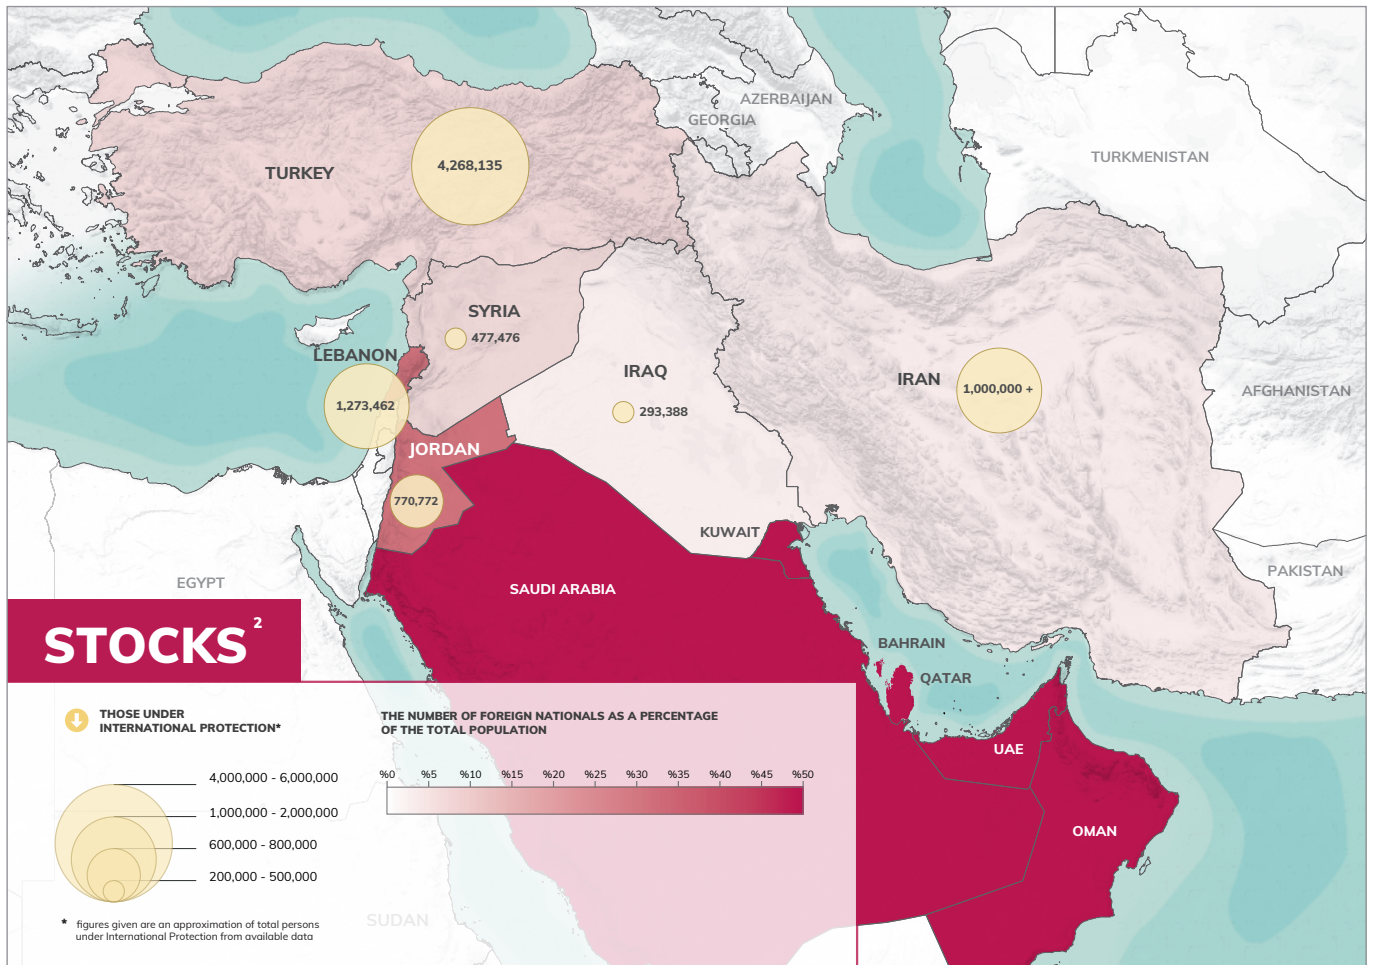 AZERBAIJAN
GEORGIA
TURKMENISTAN
TURKEY
4,268,135
SYRIA
477,476
LEBANON
1,273,462
IRAQ
293,388
IRAN
1,000,000 +
AFGHANISTAN
JORDAN
770,772
KUWAIT
PAKISTAN
EGYPT
SAUDI ARABIA
BAHRAIN
QATAR
UAE
OMAN
SUDAN
STOCKS 2
THOSE UNDER
INTERNATIONAL PROTECTION*
4,000,000 - 6,000,000
1,000,000 - 2,000,000
600,000 - 800,000
200,000 - 500,000
* figures given are an approximation of total persons
under International Protection from available data
THE NUMBER OF FOREIGN NATIONALS AS A PERCENTAGE
OF THE TOTAL POPULATION
%0 %5 %10 %15 %20 %25 %30 %35 %40 %45 %50